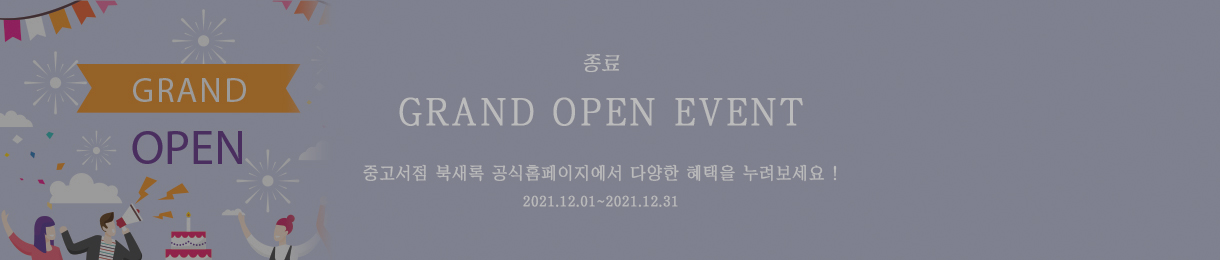 GRAND
OPEN
종료
GRAND OPEN EVENT
중고서점 북새록 공식홈페이지에서 다양한 혜택을 누려보세요 !
2021.12.01~2021.12.31